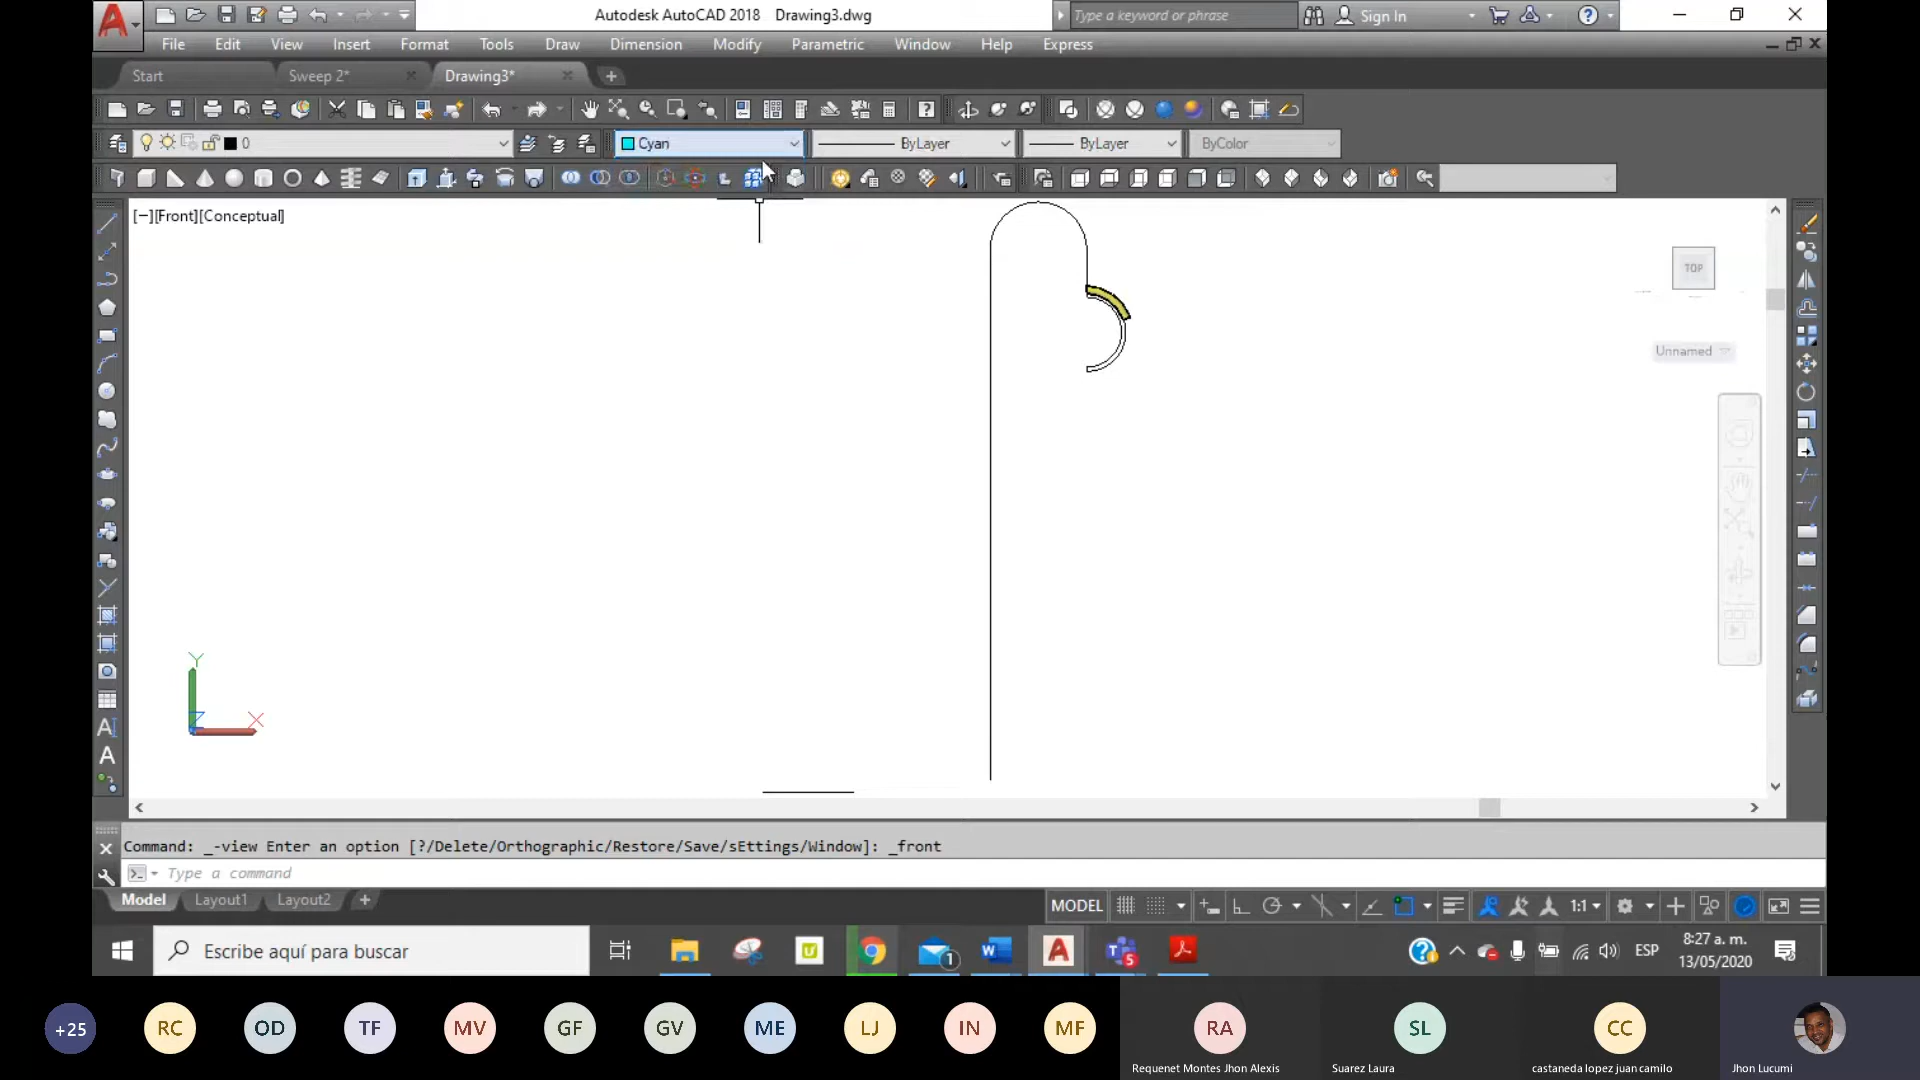 Autodesk AutoCAD 2018 Drawing3.dwg
Type a keyword or phrase
Sign In
File Edit View Insert Format Tools Draw Dimension Modify Parametric Window Help Express
Start Sweep 2* Drawing3*
0 Cyan ByLayer ByLayer ByColor
[−][Front][Conceptual]
TOP
Unnamed
Y
Z
X
Command: _-view Enter an option [?/Delete/Orthographic/Restore/Save/sEttings/Window]: _front
Type a command
Model Layout1 Layout2 +
MODEL 1:1
Escribe aquí para buscar
1
5
ESP
8:27 a. m.
13/05/2020
+25 RC OD TF MV GF GV ME LJ IN MF RA SL CC
Requenet Montes Jhon Alexis Suarez Laura castaneda lopez juan camilo Jhon Lucumi